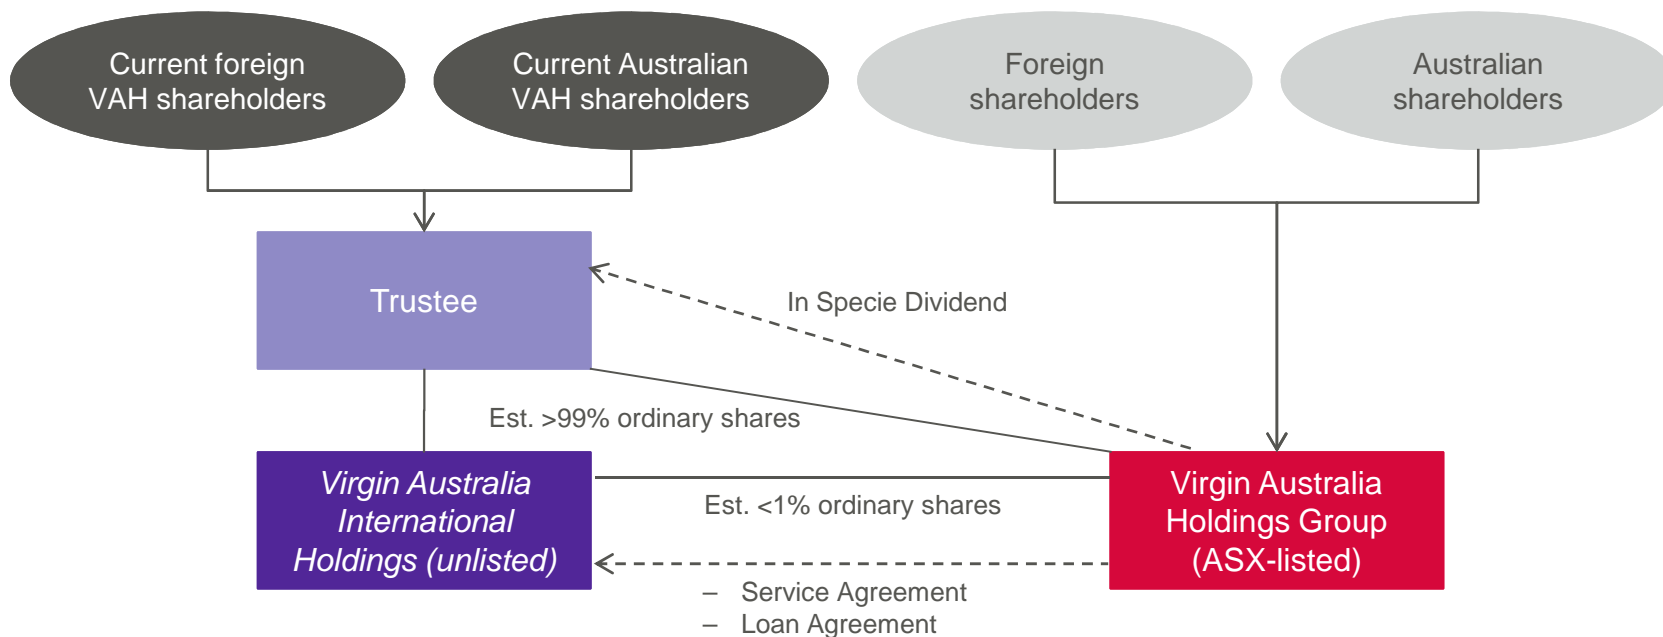 Current foreign
VAH shareholders
Current Australian
VAH shareholders
Foreign
shareholders
Australian
shareholders
Trustee
In Specie Dividend
Est. >99% ordinary shares
Virgin Australia
International
Holdings (unlisted)
Est. <1% ordinary shares
Virgin Australia
Holdings Group
(ASX-listed)
– Service Agreement
– Loan Agreement